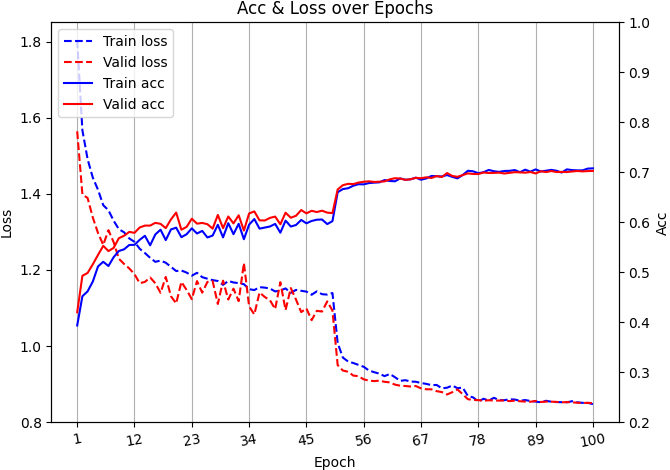 Acc & Loss over Epochs
Train loss
Valid loss
Train acc
Valid acc
1.8
1.6
1.4
1.2
1.0
0.8
Loss
1.0
0.9
0.8
0.7
0.6
0.5
0.4
0.3
0.2
Acc
1 12 23 34 45 56 67 78 89 100
Epoch